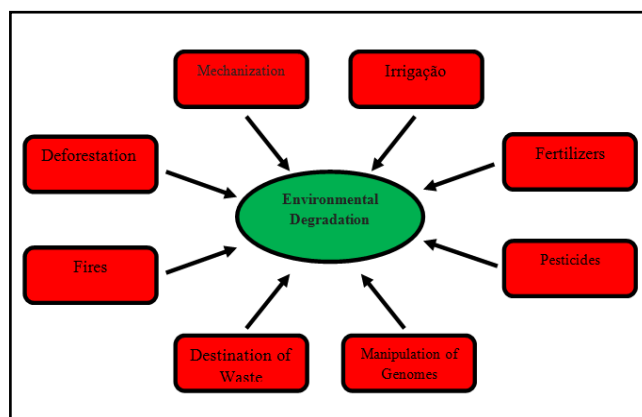 Mechanization
Irrigação
Deforestation
Fertilizers
Environmental
Degradation
Fires
Pesticides
Destination of
Waste
Manipulation of
Genomes